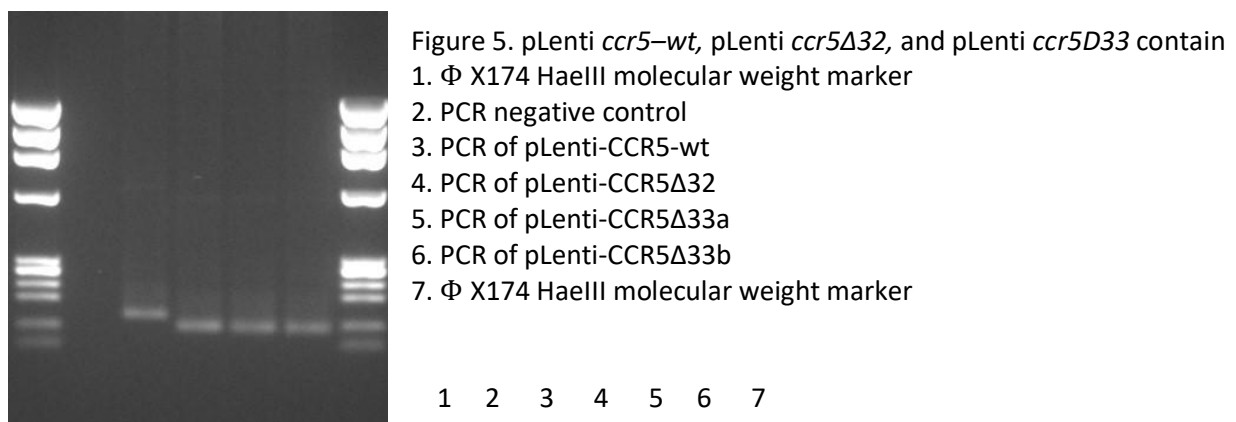 Figure 5. pLenti ccr5–wt, pLenti ccr5Δ32, and pLenti ccr5D33 contain
1. Φ X174 HaeIII molecular weight marker
2. PCR negative control
3. PCR of pLenti-CCR5-wt
4. PCR of pLenti-CCR5Δ32
5. PCR of pLenti-CCR5Δ33a
6. PCR of pLenti-CCR5Δ33b
7. Φ X174 HaeIII molecular weight marker
1 2 3 4 5 6 7